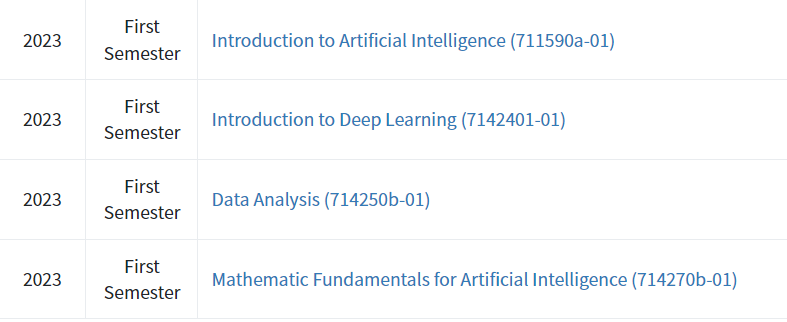 2023 First Semester Introduction to Artificial Intelligence (711590a-01)
2023 First Semester Introduction to Deep Learning (7142401-01)
2023 First Semester Data Analysis (714250b-01)
2023 First Semester Mathematic Fundamentals for Artificial Intelligence (714270b-01)